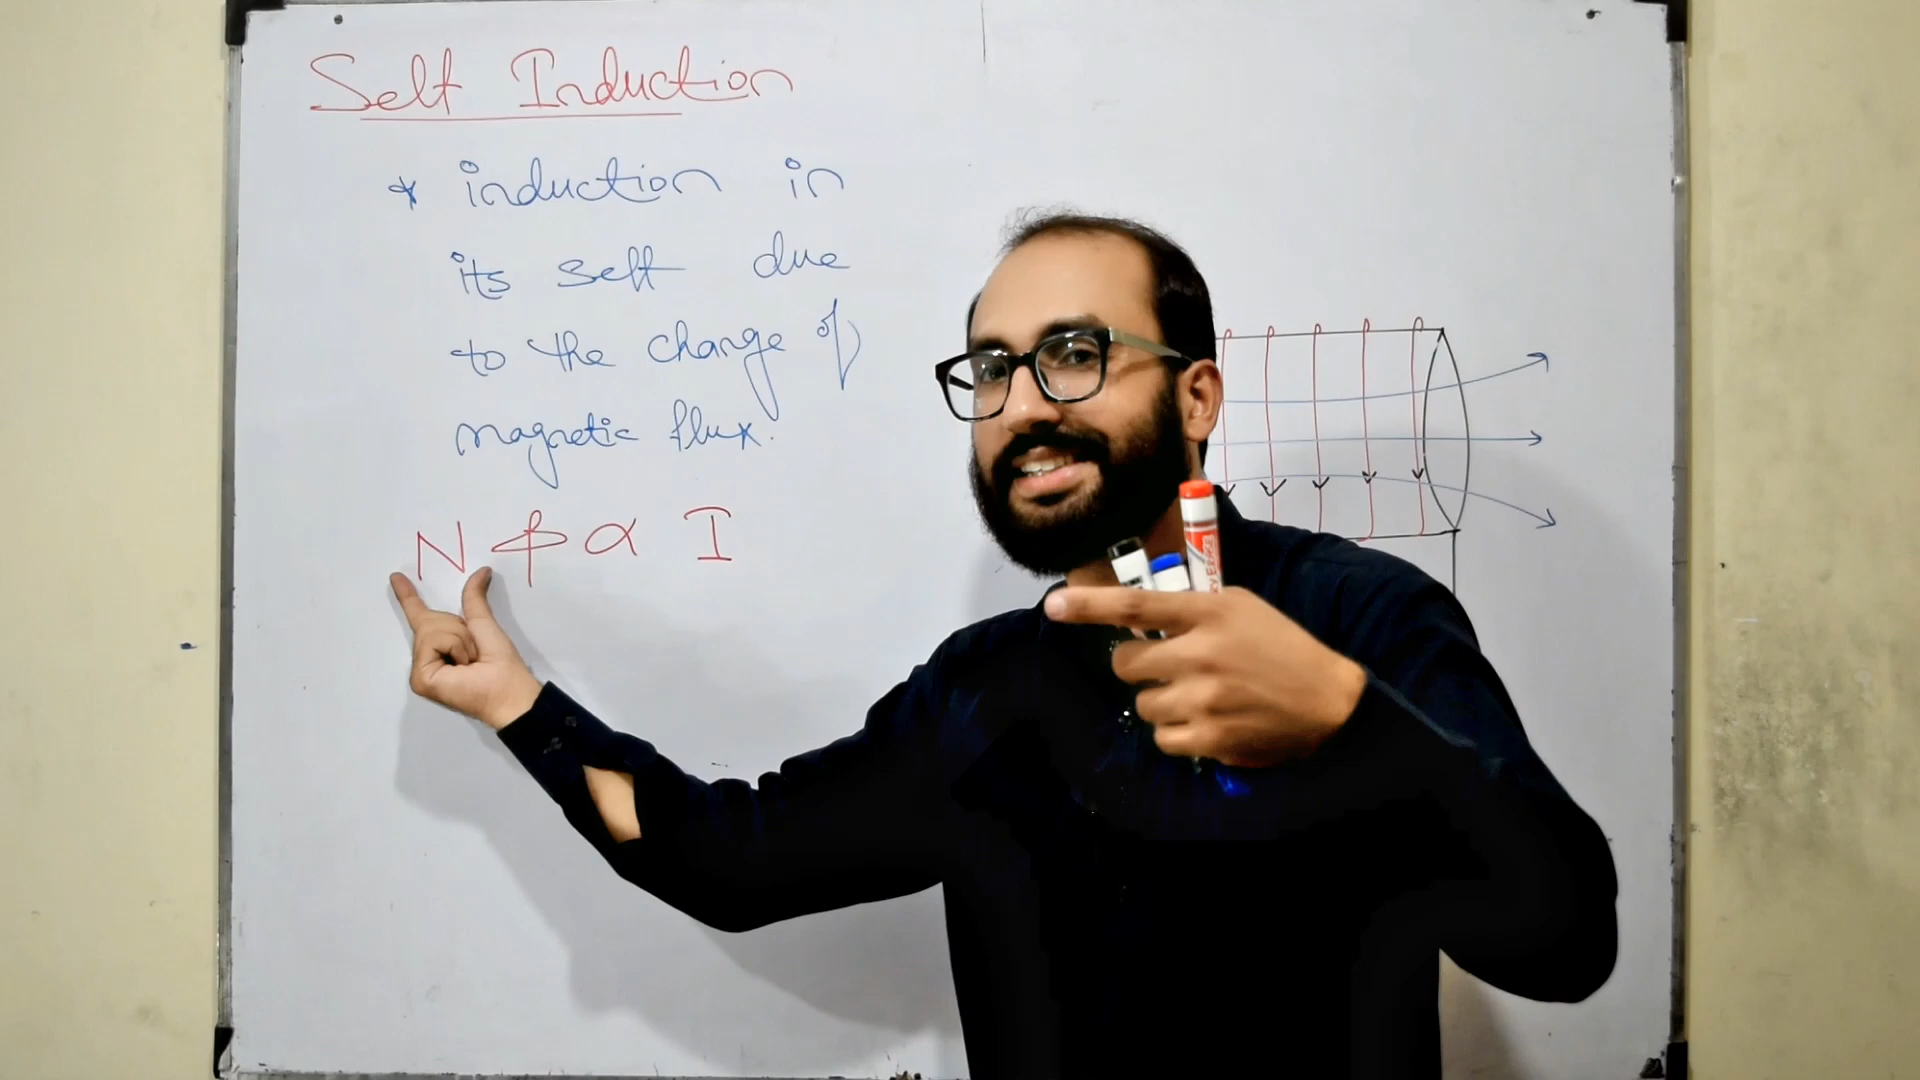 Self Induction
* induction in
its self due
to the change of
magnetic flux.
N ϕ α I